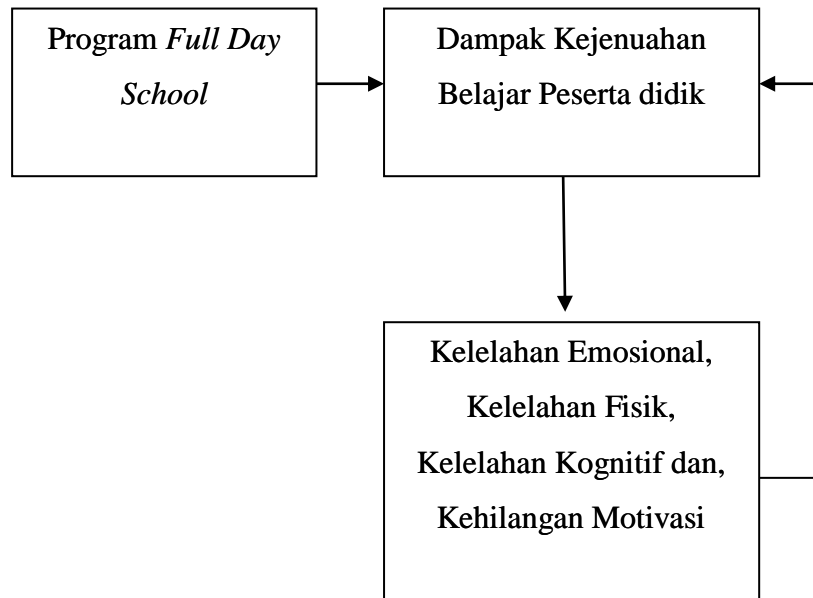 Program Full Day
School
Dampak Kejenuahan
Belajar Peserta didik
Kelelahan Emosional,
Kelelahan Fisik,
Kelelahan Kognitif dan,
Kehilangan Motivasi